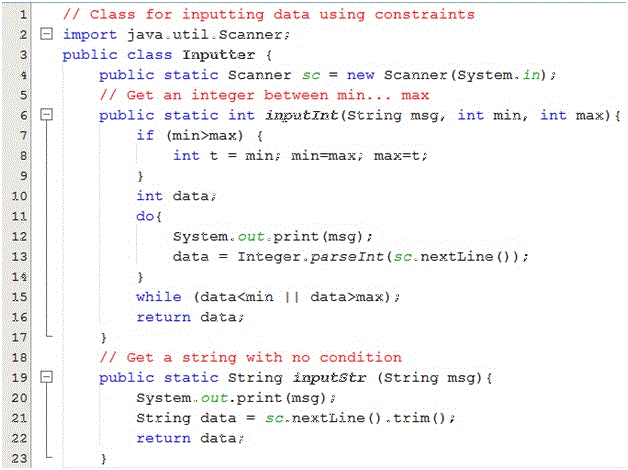 1 // Class for inputting data using constraints
2 import java.util.Scanner;
3 public class Inputter {
4 public static Scanner sc = new Scanner(System.in);
5 // Get an integer between min... max
6 public static int inputInt(String msg, int min, int max){
7 if (min>max) {
8 int t = min; min=max; max=t;
9 }
10 int data;
11 do{
12 System.out.print(msg);
13 data = Integer.parseInt(sc.nextLine());
14 }
15 while (data<min || data>max);
16 return data;
17 }
18 // Get a string with no condition
19 public static String inputStr (String msg){
20 System.out.print(msg);
21 String data = sc.nextLine().trim();
22 return data;
23 }